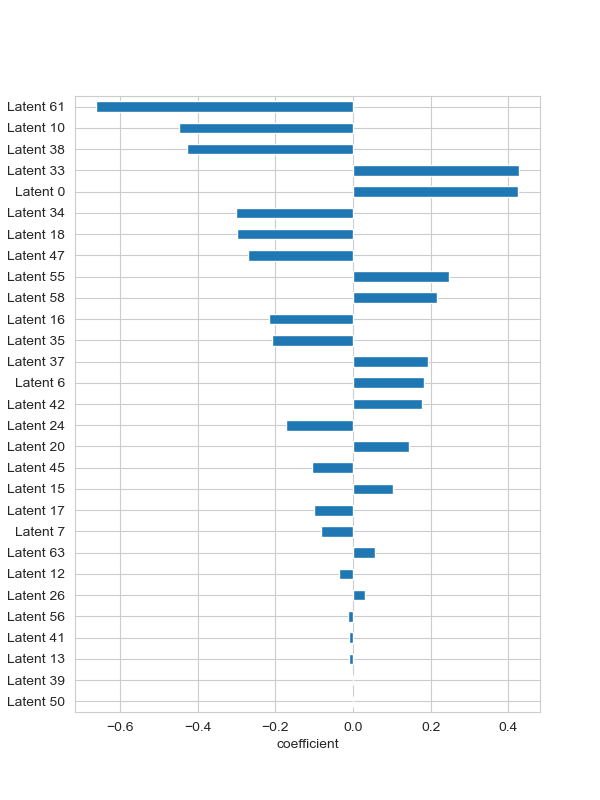 Latent 61
Latent 10
Latent 38
Latent 33
Latent 0
Latent 34
Latent 18
Latent 47
Latent 55
Latent 58
Latent 16
Latent 35
Latent 37
Latent 6
Latent 42
Latent 24
Latent 20
Latent 45
Latent 15
Latent 17
Latent 7
Latent 63
Latent 12
Latent 26
Latent 56
Latent 41
Latent 13
Latent 39
Latent 50
−0.6 −0.4 −0.2 0.0 0.2 0.4
coefficient